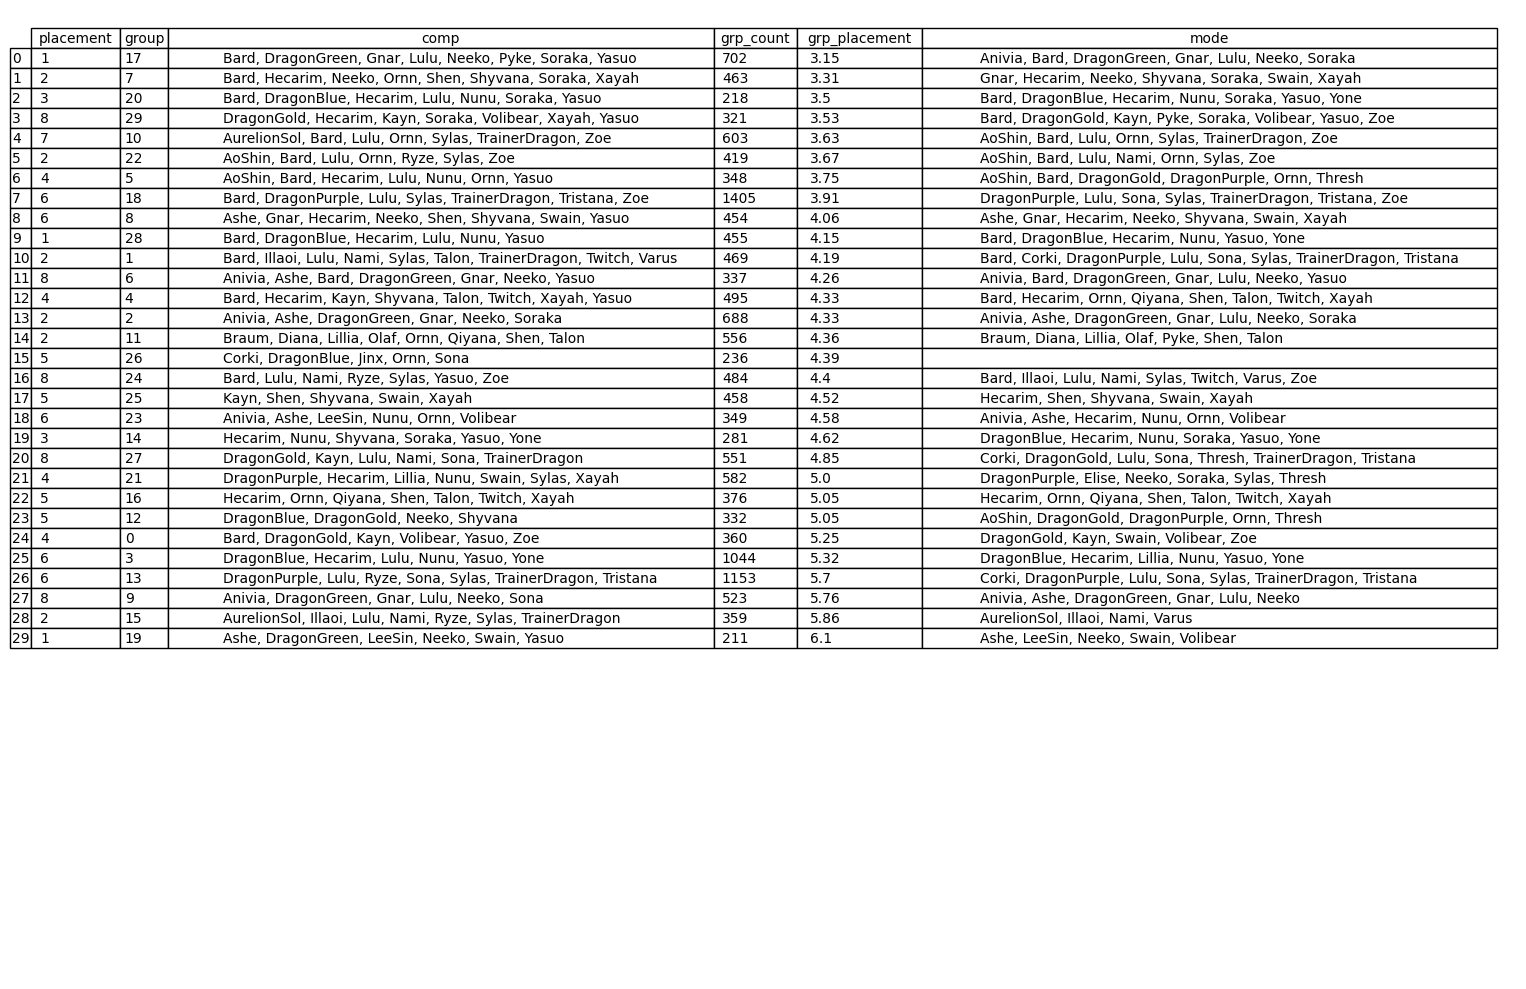 placement group comp grp_count grp_placement mode
0 1 17 Bard, DragonGreen, Gnar, Lulu, Neeko, Pyke, Soraka, Yasuo 702 3.15 Anivia, Bard, DragonGreen, Gnar, Lulu, Neeko, Soraka
1 2 7 Bard, Hecarim, Neeko, Ornn, Shen, Shyvana, Soraka, Xayah 463 3.31 Gnar, Hecarim, Neeko, Shyvana, Soraka, Swain, Xayah
2 3 20 Bard, DragonBlue, Hecarim, Lulu, Nunu, Soraka, Yasuo 218 3.5 Bard, DragonBlue, Hecarim, Nunu, Soraka, Yasuo, Yone
3 8 29 DragonGold, Hecarim, Kayn, Soraka, Volibear, Xayah, Yasuo 321 3.53 Bard, DragonGold, Kayn, Pyke, Soraka, Volibear, Yasuo, Zoe
4 7 10 AurelionSol, Bard, Lulu, Ornn, Sylas, TrainerDragon, Zoe 603 3.63 AoShin, Bard, Lulu, Ornn, Sylas, TrainerDragon, Zoe
5 2 22 AoShin, Bard, Lulu, Ornn, Ryze, Sylas, Zoe 419 3.67 AoShin, Bard, Lulu, Nami, Ornn, Sylas, Zoe
6 4 5 AoShin, Bard, Hecarim, Lulu, Nunu, Ornn, Yasuo 348 3.75 AoShin, Bard, DragonGold, DragonPurple, Ornn, Thresh
7 6 18 Bard, DragonPurple, Lulu, Sylas, TrainerDragon, Tristana, Zoe 1405 3.91 DragonPurple, Lulu, Sona, Sylas, TrainerDragon, Tristana, Zoe
8 6 8 Ashe, Gnar, Hecarim, Neeko, Shen, Shyvana, Swain, Yasuo 454 4.06 Ashe, Gnar, Hecarim, Neeko, Shyvana, Swain, Xayah
9 1 28 Bard, DragonBlue, Hecarim, Lulu, Nunu, Yasuo 455 4.15 Bard, DragonBlue, Hecarim, Nunu, Yasuo, Yone
10 2 1 Bard, Illaoi, Lulu, Nami, Sylas, Talon, TrainerDragon, Twitch, Varus 469 4.19 Bard, Corki, DragonPurple, Lulu, Sona, Sylas, TrainerDragon, Tristana
11 8 6 Anivia, Ashe, Bard, DragonGreen, Gnar, Neeko, Yasuo 337 4.26 Anivia, Bard, DragonGreen, Gnar, Lulu, Neeko, Yasuo
12 4 4 Bard, Hecarim, Kayn, Shyvana, Talon, Twitch, Xayah, Yasuo 495 4.33 Bard, Hecarim, Ornn, Qiyana, Shen, Talon, Twitch, Xayah
13 2 2 Anivia, Ashe, DragonGreen, Gnar, Neeko, Soraka 688 4.33 Anivia, Ashe, DragonGreen, Gnar, Lulu, Neeko, Soraka
14 2 11 Braum, Diana, Lillia, Olaf, Ornn, Qiyana, Shen, Talon 556 4.36 Braum, Diana, Lillia, Olaf, Pyke, Shen, Talon
15 5 26 Corki, DragonBlue, Jinx, Ornn, Sona 236 4.39
16 8 24 Bard, Lulu, Nami, Ryze, Sylas, Yasuo, Zoe 484 4.4 Bard, Illaoi, Lulu, Nami, Sylas, Twitch, Varus, Zoe
17 5 25 Kayn, Shen, Shyvana, Swain, Xayah 458 4.52 Hecarim, Shen, Shyvana, Swain, Xayah
18 6 23 Anivia, Ashe, LeeSin, Nunu, Ornn, Volibear 349 4.58 Anivia, Ashe, Hecarim, Nunu, Ornn, Volibear
19 3 14 Hecarim, Nunu, Shyvana, Soraka, Yasuo, Yone 281 4.62 DragonBlue, Hecarim, Nunu, Soraka, Yasuo, Yone
20 8 27 DragonGold, Kayn, Lulu, Nami, Sona, TrainerDragon 551 4.85 Corki, DragonGold, Lulu, Sona, Thresh, TrainerDragon, Tristana
21 4 21 DragonPurple, Hecarim, Lillia, Nunu, Swain, Sylas, Xayah 582 5.0 DragonPurple, Elise, Neeko, Soraka, Sylas, Thresh
22 5 16 Hecarim, Ornn, Qiyana, Shen, Talon, Twitch, Xayah 376 5.05 Hecarim, Ornn, Qiyana, Shen, Talon, Twitch, Xayah
23 5 12 DragonBlue, DragonGold, Neeko, Shyvana 332 5.05 AoShin, DragonGold, DragonPurple, Ornn, Thresh
24 4 0 Bard, DragonGold, Kayn, Volibear, Yasuo, Zoe 360 5.25 DragonGold, Kayn, Swain, Volibear, Zoe
25 6 3 DragonBlue, Hecarim, Lulu, Nunu, Yasuo, Yone 1044 5.32 DragonBlue, Hecarim, Lillia, Nunu, Yasuo, Yone
26 6 13 DragonPurple, Lulu, Ryze, Sona, Sylas, TrainerDragon, Tristana 1153 5.7 Corki, DragonPurple, Lulu, Sona, Sylas, TrainerDragon, Tristana
27 8 9 Anivia, DragonGreen, Gnar, Lulu, Neeko, Sona 523 5.76 Anivia, Ashe, DragonGreen, Gnar, Lulu, Neeko
28 2 15 AurelionSol, Illaoi, Lulu, Nami, Ryze, Sylas, TrainerDragon 359 5.86 AurelionSol, Illaoi, Nami, Varus
29 1 19 Ashe, DragonGreen, LeeSin, Neeko, Swain, Yasuo 211 6.1 Ashe, LeeSin, Neeko, Swain, Volibear